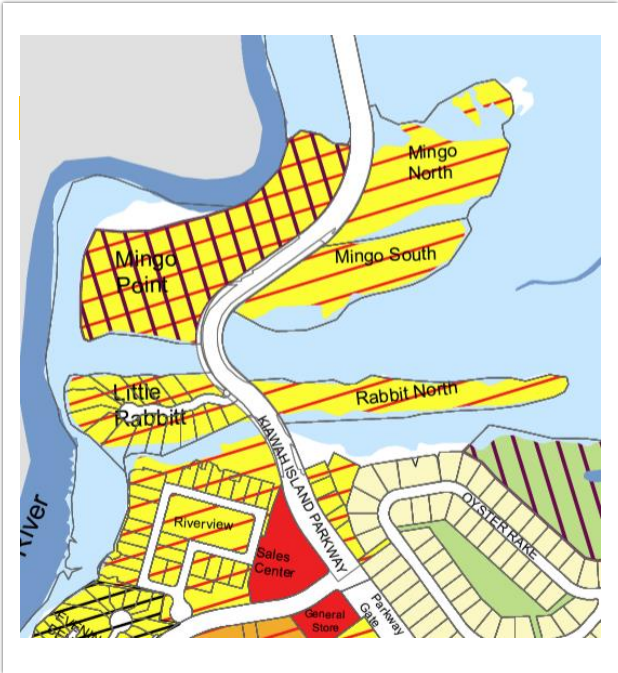 Mingo
North
Mingo South
Mingo
Point
Little
Rabbitt
Rabbit North
KIAWAH ISLAND PARKWAY
OYSTER RAKE
Riverview
River
Sales
Center
General
Store
Parkway
Gate